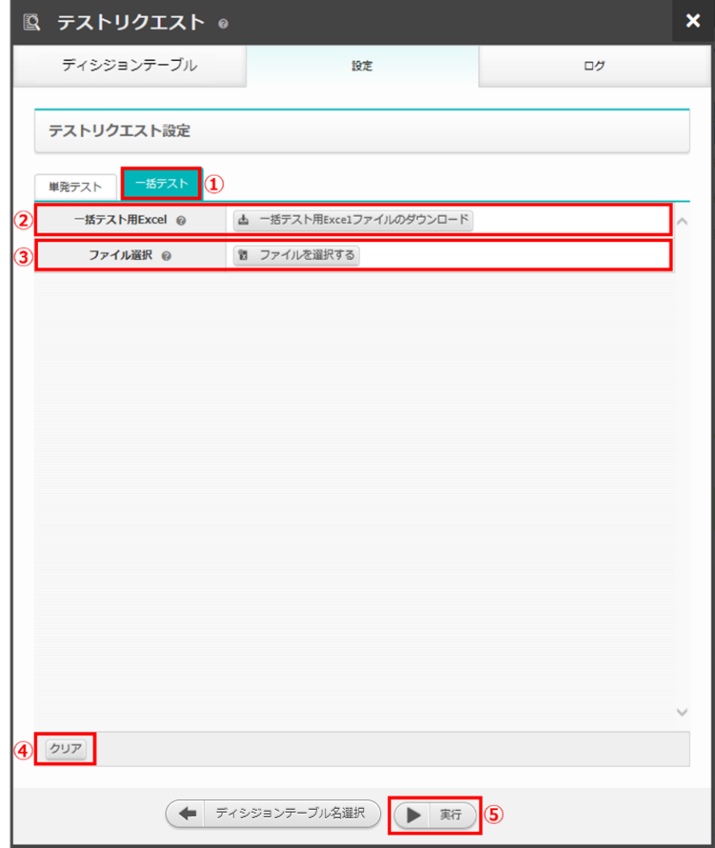 テストリクエスト
ディシジョンテーブル 設定 ログ
テストリクエスト設定
単発テスト 一括テスト ①
② 一括テスト用Excel 一括テスト用Excelファイルのダウンロード
③ ファイル選択 ファイルを選択する
④ クリア
ディシジョンテーブル名選択 実行 ⑤